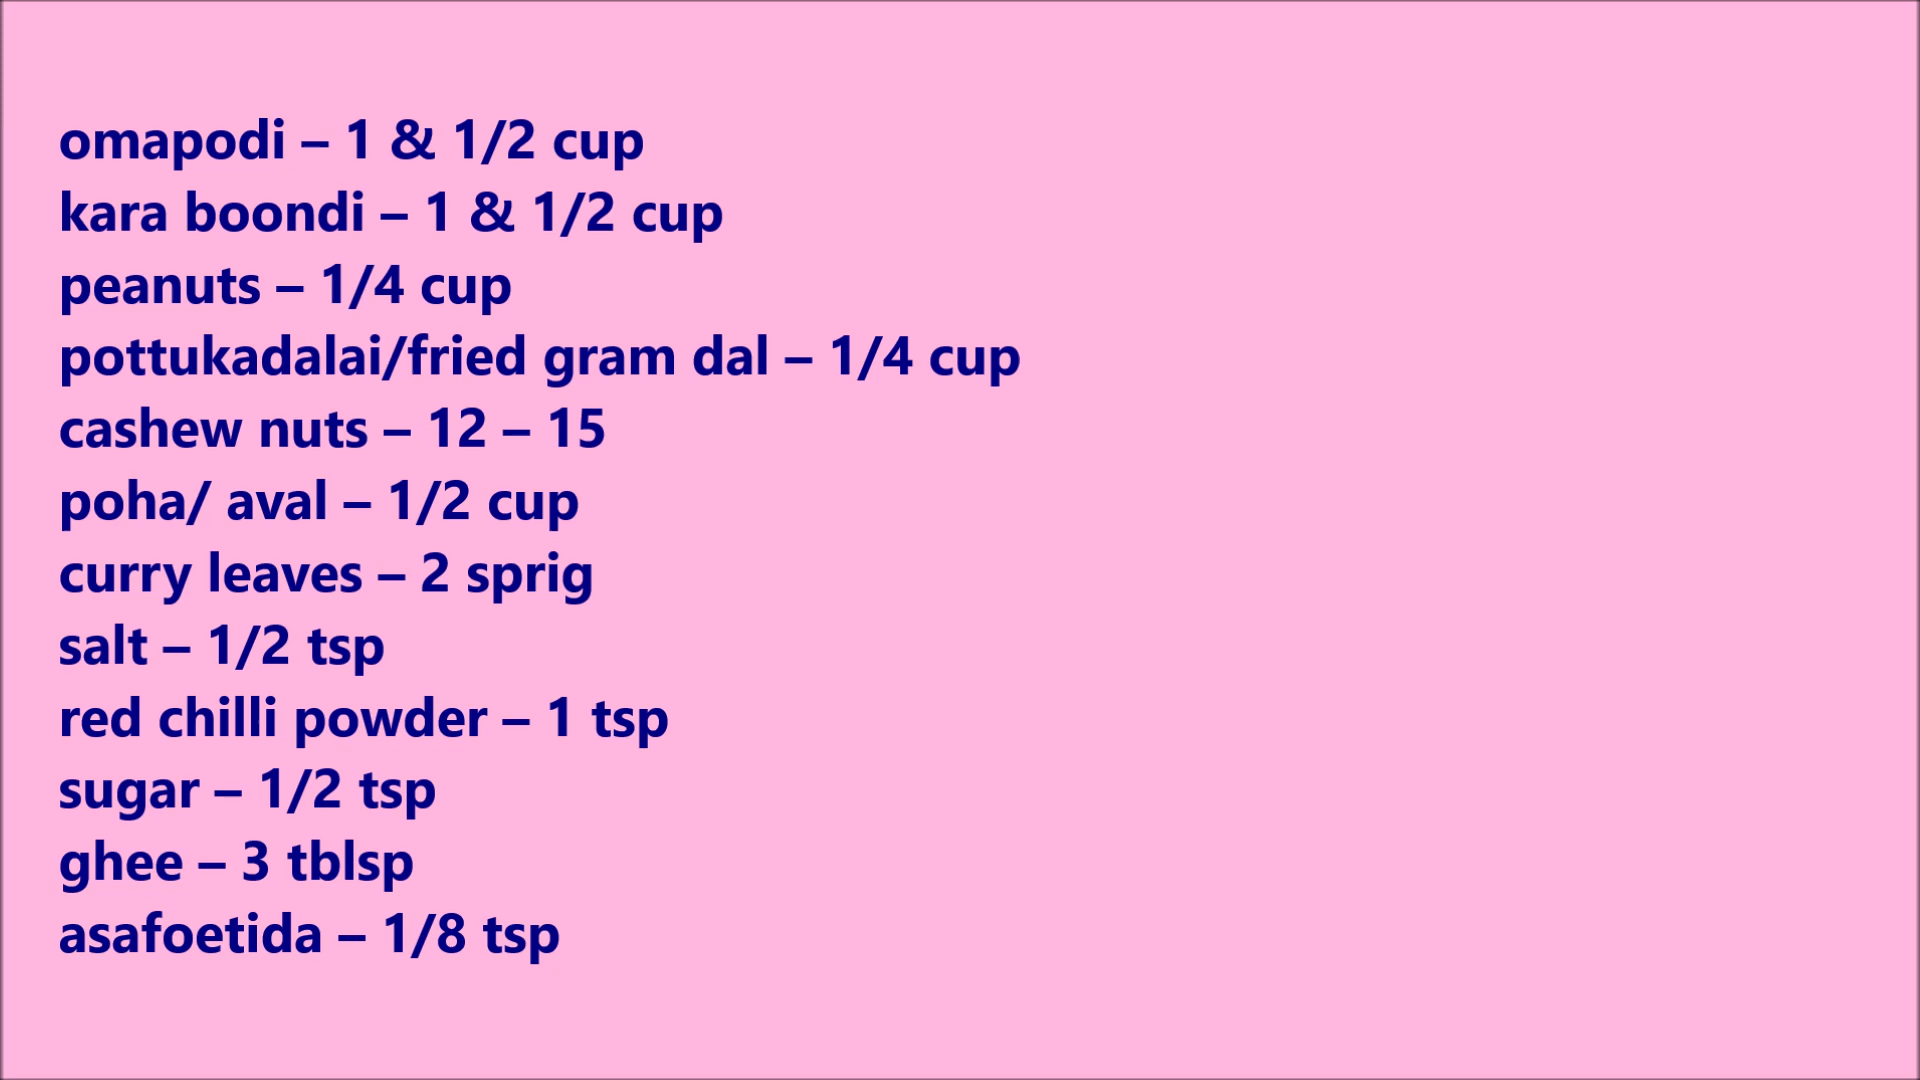 omapodi – 1 & 1/2 cup
kara boondi – 1 & 1/2 cup
peanuts – 1/4 cup
pottukadalai/fried gram dal – 1/4 cup
cashew nuts – 12 – 15
poha/ aval – 1/2 cup
curry leaves – 2 sprig
salt – 1/2 tsp
red chilli powder – 1 tsp
sugar – 1/2 tsp
ghee – 3 tblsp
asafoetida – 1/8 tsp